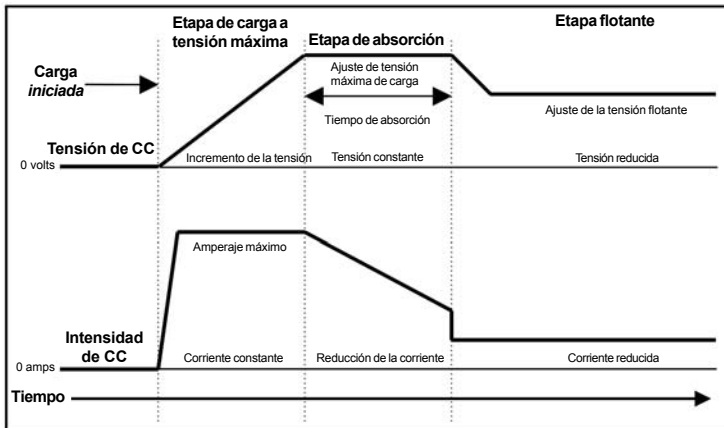 Etapa de carga a
tensión máxima
Etapa de absorción
Etapa flotante
Carga
iniciada
Ajuste de tensión
máxima de carga
Tiempo de absorción
Ajuste de la tensión flotante
Tensión de CC
0 volts
Incremento de la tensión
Tensión constante
Tensión reducida
Amperaje máximo
Intensidad
de CC
0 amps
Corriente constante
Reducción de la corriente
Corriente reducida
Tiempo